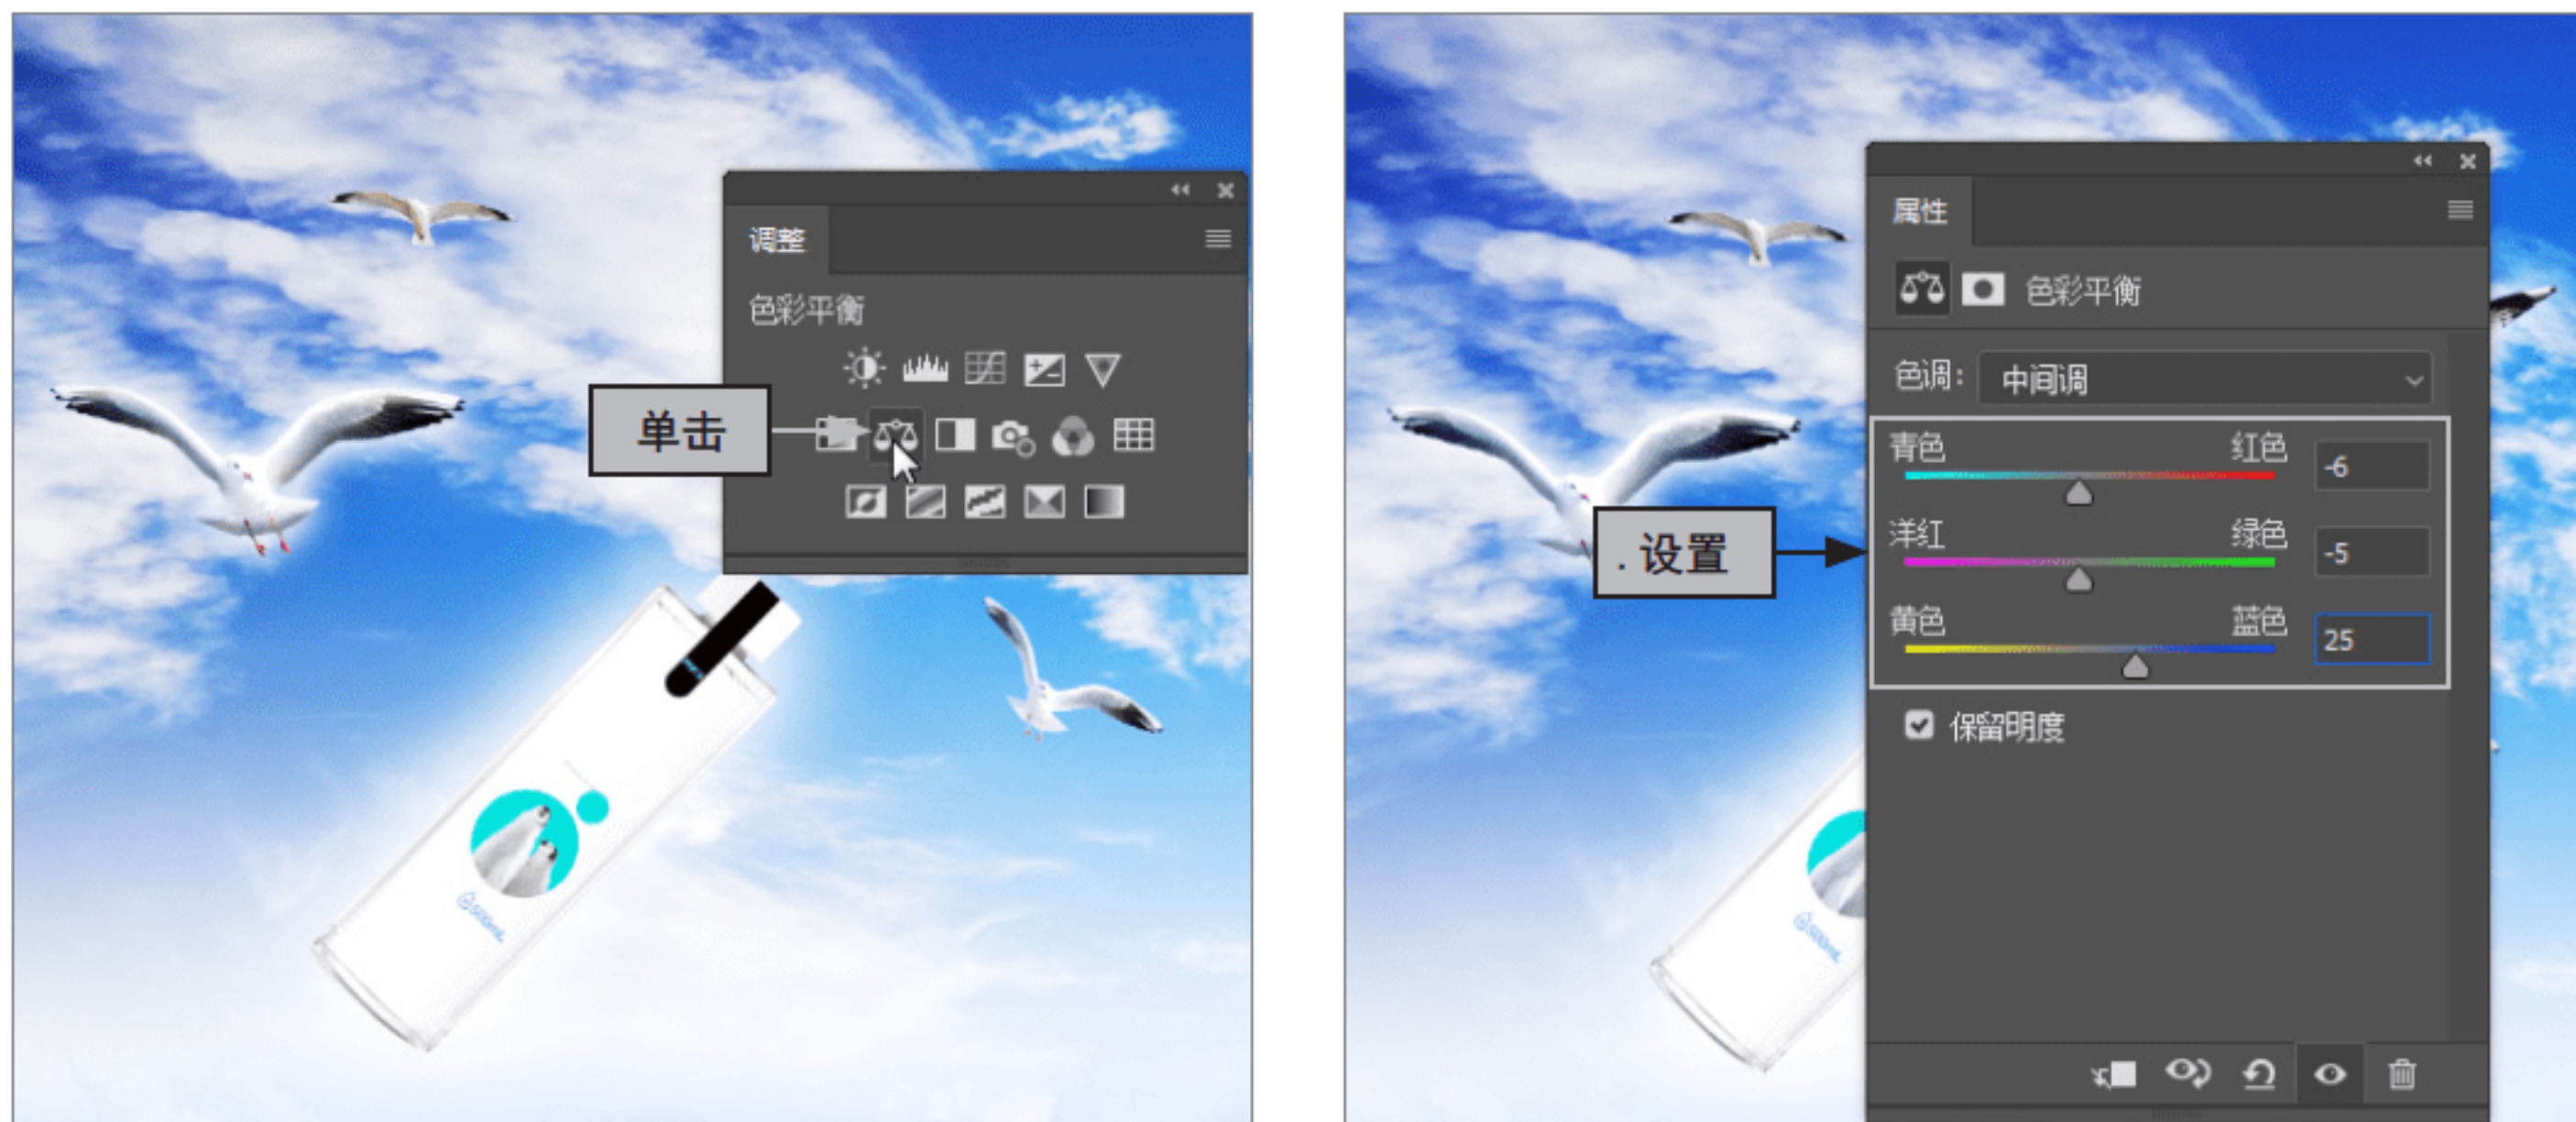 调整
色彩平衡
单击
500mL
属性
色彩平衡
色调: 中间调
青色 红色 -6
洋红 绿色 -5
黄色 蓝色 25
. 设置
保留明度
500mL